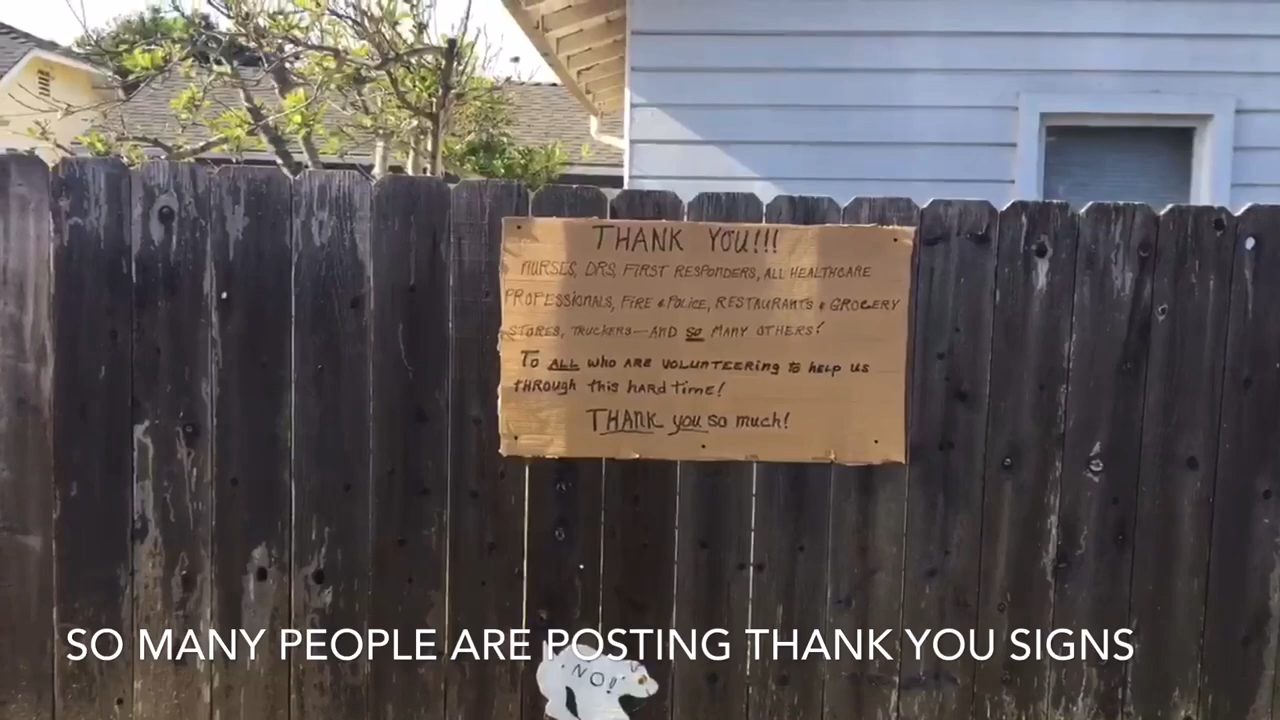 THANK YOU!!!
NURSES, DRS, FIRST RESPONDERS, ALL HEALTHCARE
PROFESSIONALS, FIRE & POLICE, RESTAURANTS & GROCERY
STORES, TRUCKERS—AND SO MANY OTHERS!
To ALL who ARE VOLUNTEERING to HELP US
THROUGH this hard time!
THANK you so much!
SO MANY PEOPLE ARE POSTING THANK YOU SIGNS
NO!!